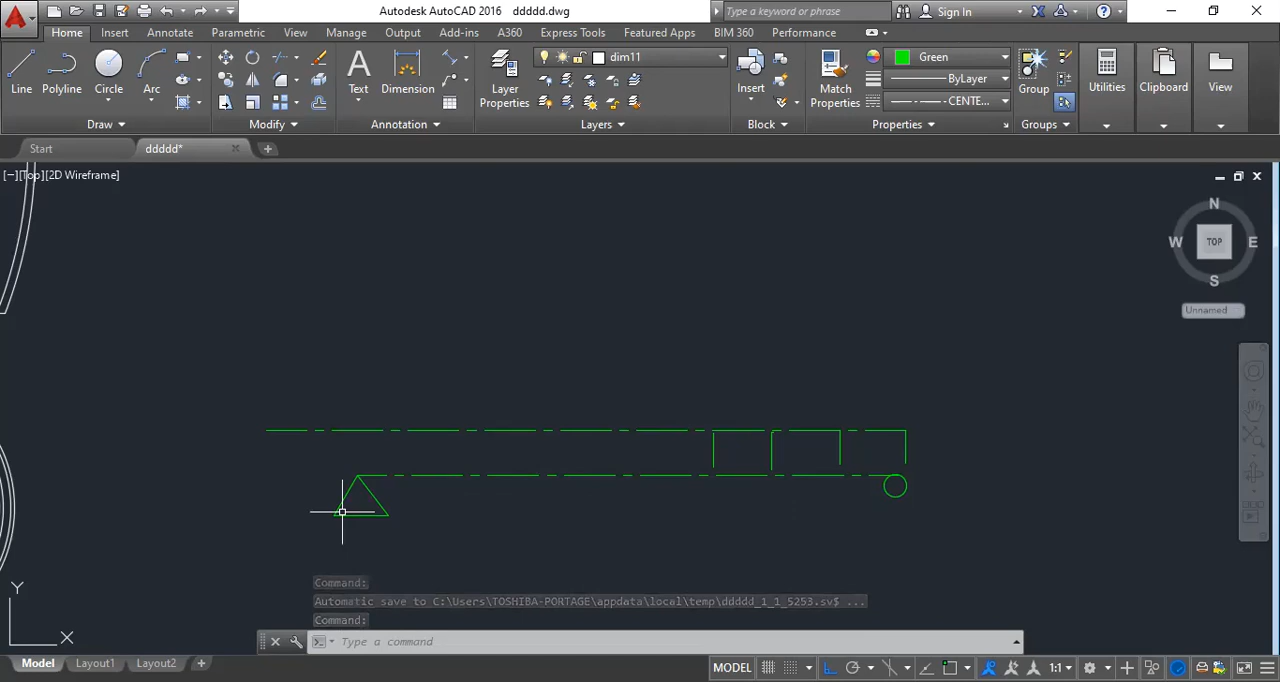 Autodesk AutoCAD 2016 ddddd.dwg
Type a keyword or phrase
Sign In
Home Insert Annotate Parametric View Manage Output Add-ins A360 Express Tools Featured Apps BIM 360 Performance
Line
Polyline
Circle
Arc
Text
Dimension
Layer
Properties
dim11
Insert
Match
Properties
Green
ByLayer
CENTE...
Group
Utilities
Clipboard
View
Draw
Modify
Annotation
Layers
Block
Properties
Groups
Start
ddddd*
[−][Top][2D Wireframe]
N
W
TOP
E
S
Unnamed
Command:
Automatic save to C:\Users\TOSHIBA-PORTAGE\appdata\local\temp\ddddd_1_1_5253.sv$ ...
Command:
Y
X
Type a command
Model
Layout1
Layout2
MODEL
1:1